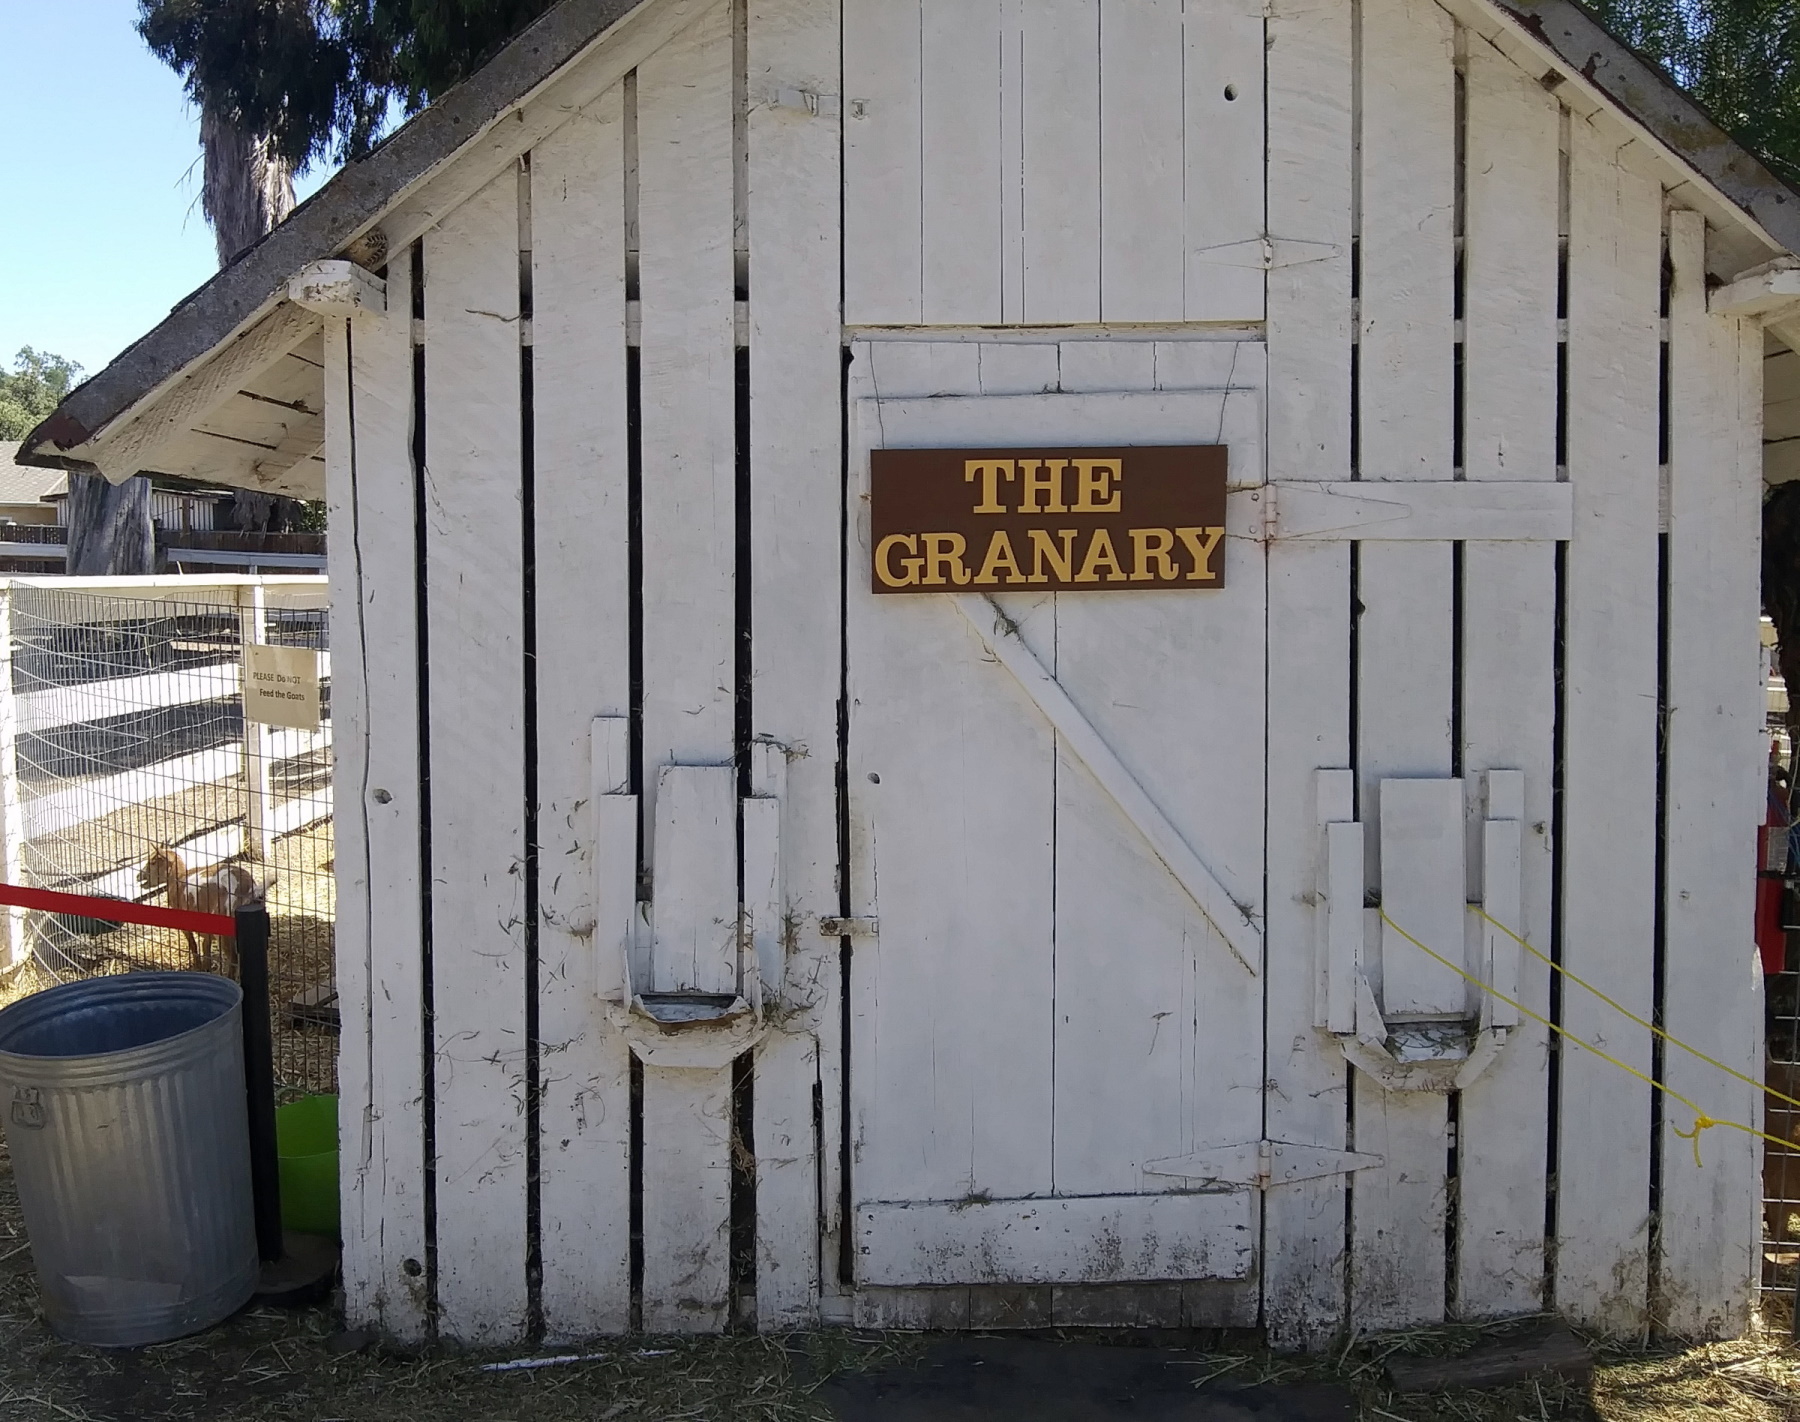 THE
GRANARY
PLEASE Do NOT
Feed the Goats